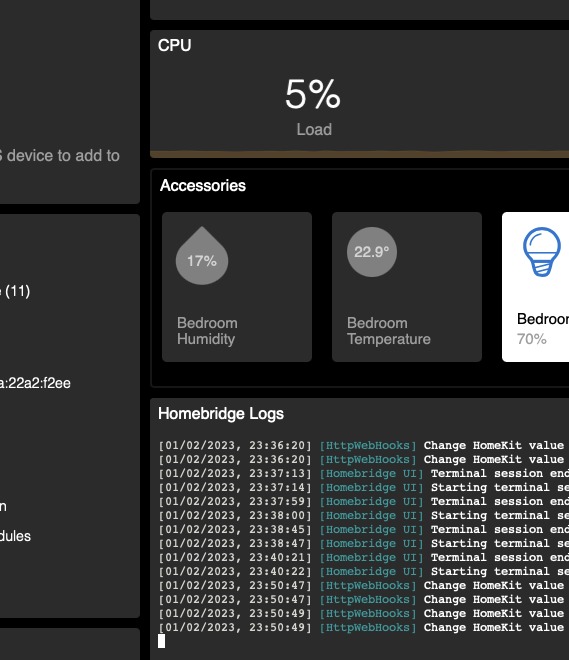 device to add to
(11)
a:22a2:f2ee
dules
CPU
5%
Load
Accessories
17%
Bedroom
Humidity
22.9°
Bedroom
Temperature
Bedroo
70%
Homebridge Logs
[01/02/2023, 23:36:20] [HttpWebHooks] Change HomeKit value
[01/02/2023, 23:36:20] [HttpWebHooks] Change HomeKit value
[01/02/2023, 23:37:13] [Homebridge UI] Terminal session end
[01/02/2023, 23:37:14] [Homebridge UI] Starting terminal se
[01/02/2023, 23:37:59] [Homebridge UI] Terminal session end
[01/02/2023, 23:38:00] [Homebridge UI] Starting terminal se
[01/02/2023, 23:38:45] [Homebridge UI] Terminal session end
[01/02/2023, 23:38:47] [Homebridge UI] Starting terminal se
[01/02/2023, 23:40:21] [Homebridge UI] Terminal session end
[01/02/2023, 23:40:22] [Homebridge UI] Starting terminal se
[01/02/2023, 23:50:47] [HttpWebHooks] Change HomeKit value
[01/02/2023, 23:50:47] [HttpWebHooks] Change HomeKit value
[01/02/2023, 23:50:49] [HttpWebHooks] Change HomeKit value
[01/02/2023, 23:50:49] [HttpWebHooks] Change HomeKit value